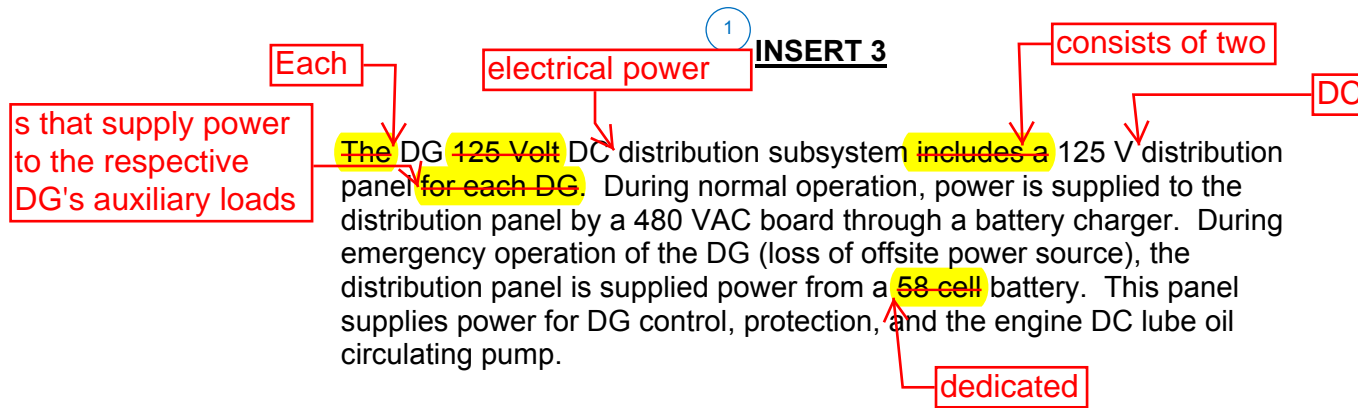 1
INSERT 3
Each
electrical power
consists of two
DC
s that supply power
to the respective
DG's auxiliary loads
The DG 125 Volt DC distribution subsystem includes a 125 V distribution
panel for each DG. During normal operation, power is supplied to the
distribution panel by a 480 VAC board through a battery charger. During
emergency operation of the DG (loss of offsite power source), the
distribution panel is supplied power from a 58 cell battery. This panel
supplies power for DG control, protection, and the engine DC lube oil
circulating pump.
dedicated